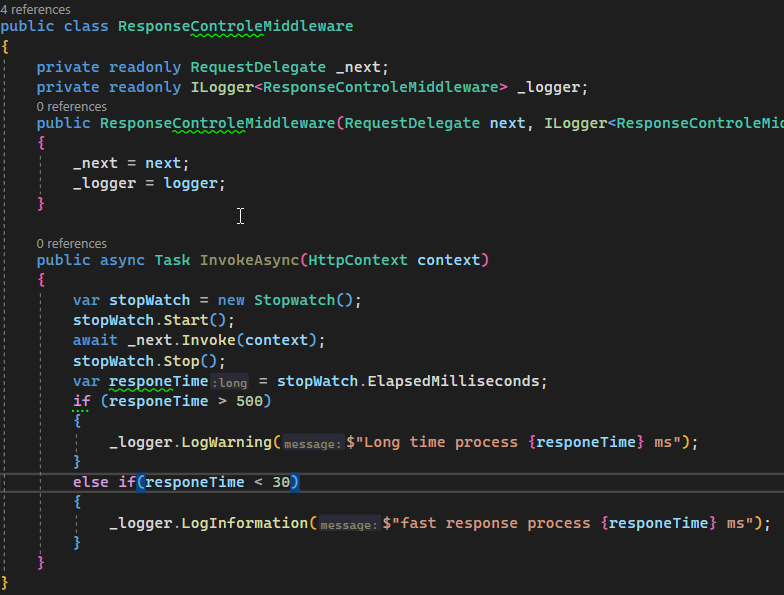 4 references
public class ResponseControleMiddleware
{
private readonly RequestDelegate _next;
private readonly ILogger<ResponseControleMiddleware> _logger;
0 references
public ResponseControleMiddleware(RequestDelegate next, ILogger<ResponseControleMid
{
_next = next;
_logger = logger;
}
0 references
public async Task InvokeAsync(HttpContext context)
{
var stopWatch = new Stopwatch();
stopWatch.Start();
await _next.Invoke(context);
stopWatch.Stop();
var responeTime:long = stopWatch.ElapsedMilliseconds;
if (responeTime > 500)
{
_logger.LogWarning(message:$"Long time process {responeTime} ms");
}
else if(responeTime < 30)
{
_logger.LogInformation(message:$"fast response process {responeTime} ms");
}
}
}